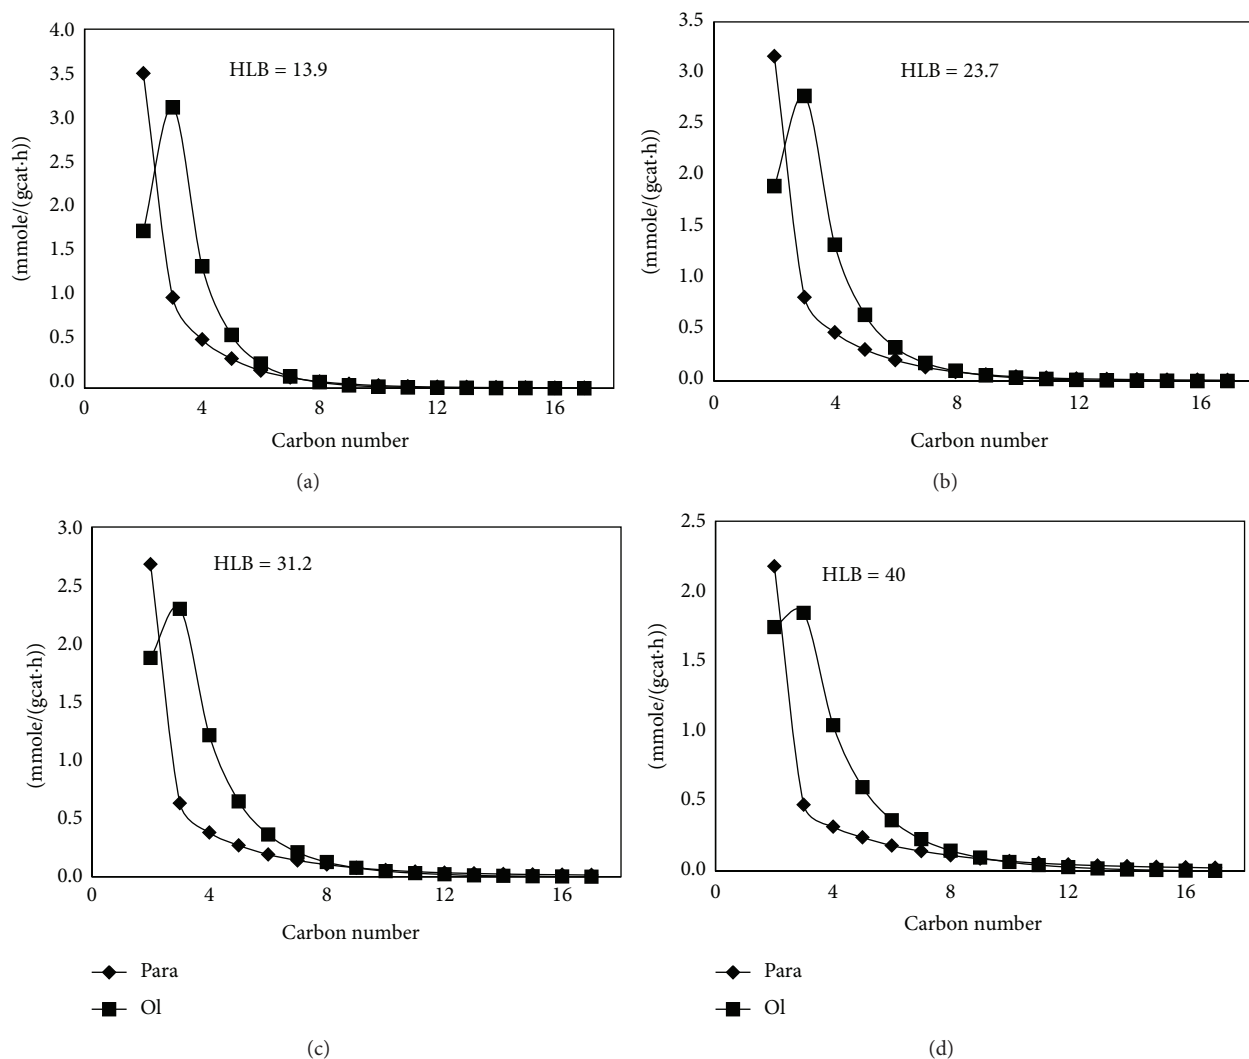 4.0
3.5
3.0
2.5
2.0
1.5
1.0
0.5
0.0
(mmole/(gcat·h))
HLB = 13.9
0 4 8 12 16
Carbon number
(a)
3.5
3.0
2.5
2.0
1.5
1.0
0.5
0.0
(mmole/(gcat·h))
HLB = 23.7
0 4 8 12 16
Carbon number
(b)
3.0
2.5
2.0
1.5
1.0
0.5
0.0
(mmole/(gcat·h))
HLB = 31.2
0 4 8 12 16
Carbon number
Para
Ol
(c)
2.5
2.0
1.5
1.0
0.5
0.0
(mmole/(gcat·h))
HLB = 40
0 4 8 12 16
Carbon number
Para
Ol
(d)